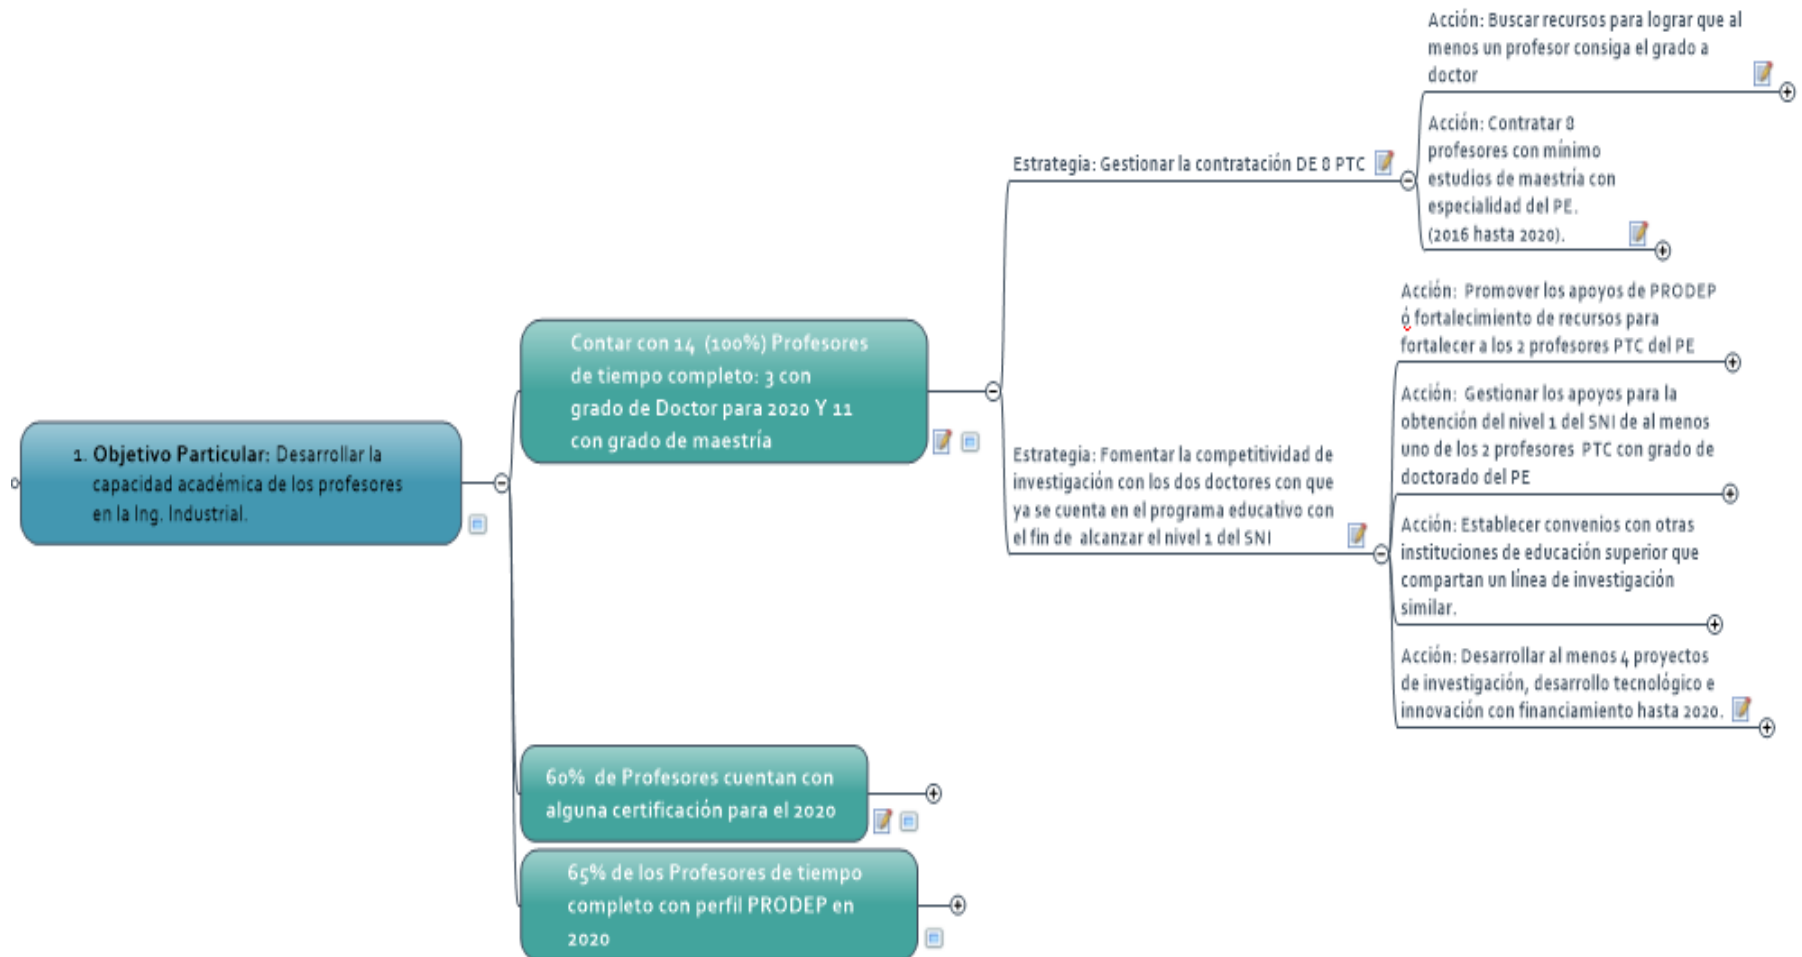 1. Objetivo Particular: Desarrollar la
capacidad académica de los profesores
en la Ing. Industrial.
Contar con 14 (100%) Profesores
de tiempo completo: 3 con
grado de Doctor para 2020 Y 11
con grado de maestría
Estrategia: Gestionar la contratación DE 8 PTC
Acción: Buscar recursos para lograr que al
menos un profesor consiga el grado a
doctor
Acción: Contratar 8
profesores con mínimo
estudios de maestría con
especialidad del PE.
(2016 hasta 2020).
Estrategia: Fomentar la competitividad de
investigación con los dos doctores con que
ya se cuenta en el programa educativo con
el fin de alcanzar el nivel 1 del SNI
Acción: Promover los apoyos de PRODEP
ó fortalecimiento de recursos para
fortalecer a los 2 profesores PTC del PE
Acción: Gestionar los apoyos para la
obtención del nivel 1 del SNI de al menos
uno de los 2 profesores PTC con grado de
doctorado del PE
Acción: Establecer convenios con otras
instituciones de educación superior que
compartan un línea de investigación
similar.
Acción: Desarrollar al menos 4 proyectos
de investigación, desarrollo tecnológico e
innovación con financiamiento hasta 2020.
60% de Profesores cuentan con
alguna certificación para el 2020
65% de los Profesores de tiempo
completo con perfil PRODEP en
2020